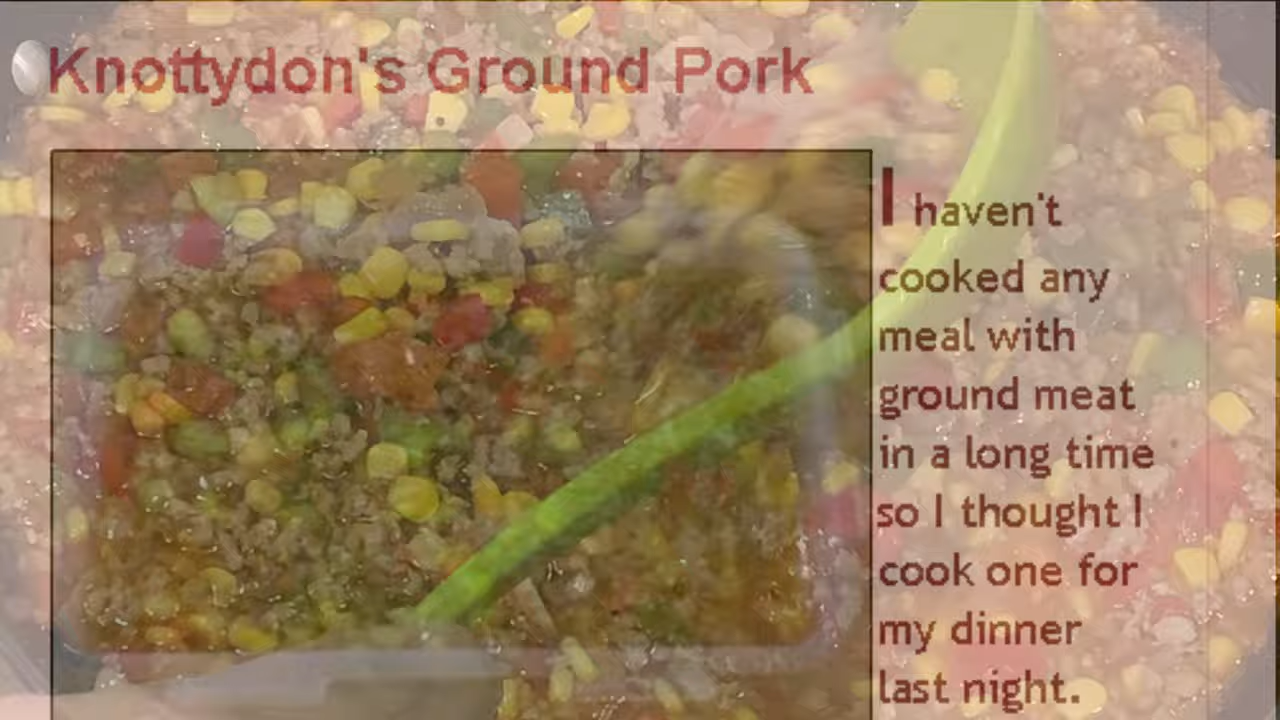 Knottydon's Ground Pork
I haven't
cooked any
meal with
ground meat
in a long time
so I thought I
cook one for
my dinner
last night.